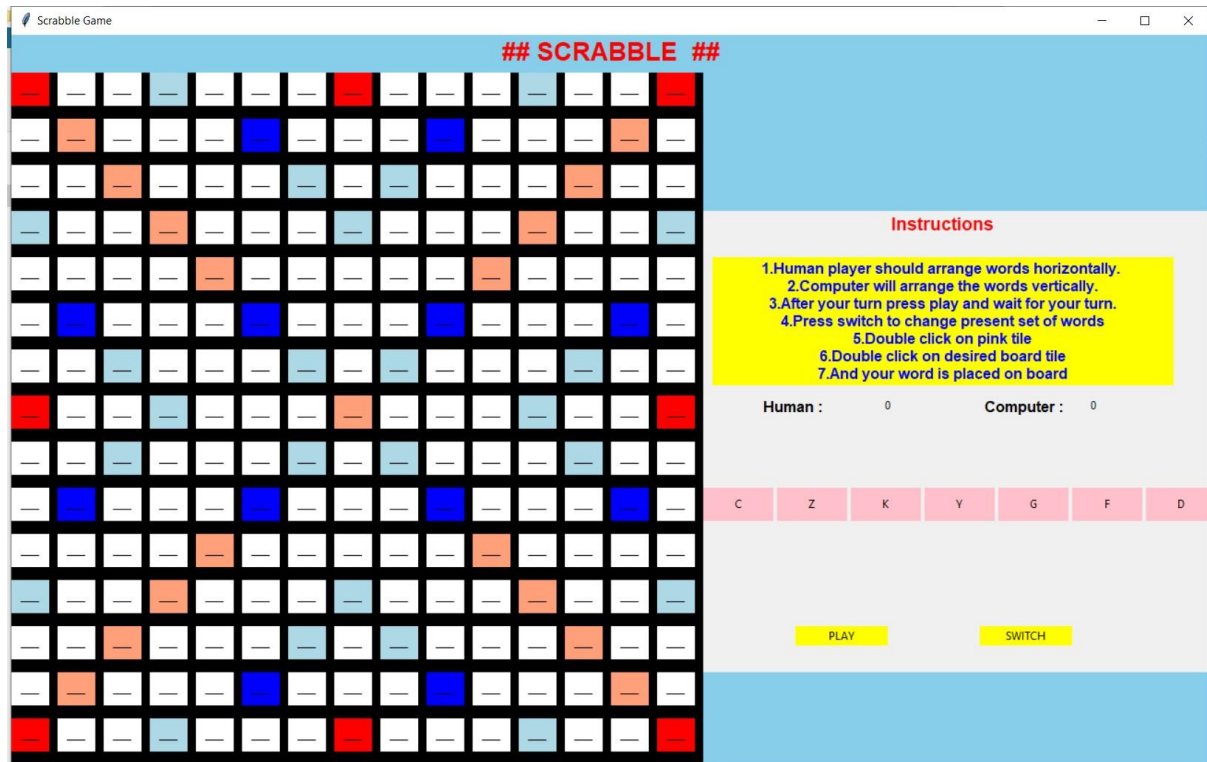 Scrabble Game
## SCRABBLE ##
Instructions
1.Human player should arrange words horizontally.
2.Computer will arrange the words vertically.
3.After your turn press play and wait for your turn.
4.Press switch to change present set of words
5.Double click on pink tile
6.Double click on desired board tile
7.And your word is placed on board
Human : 0 Computer : 0
C Z K Y G F D
PLAY SWITCH